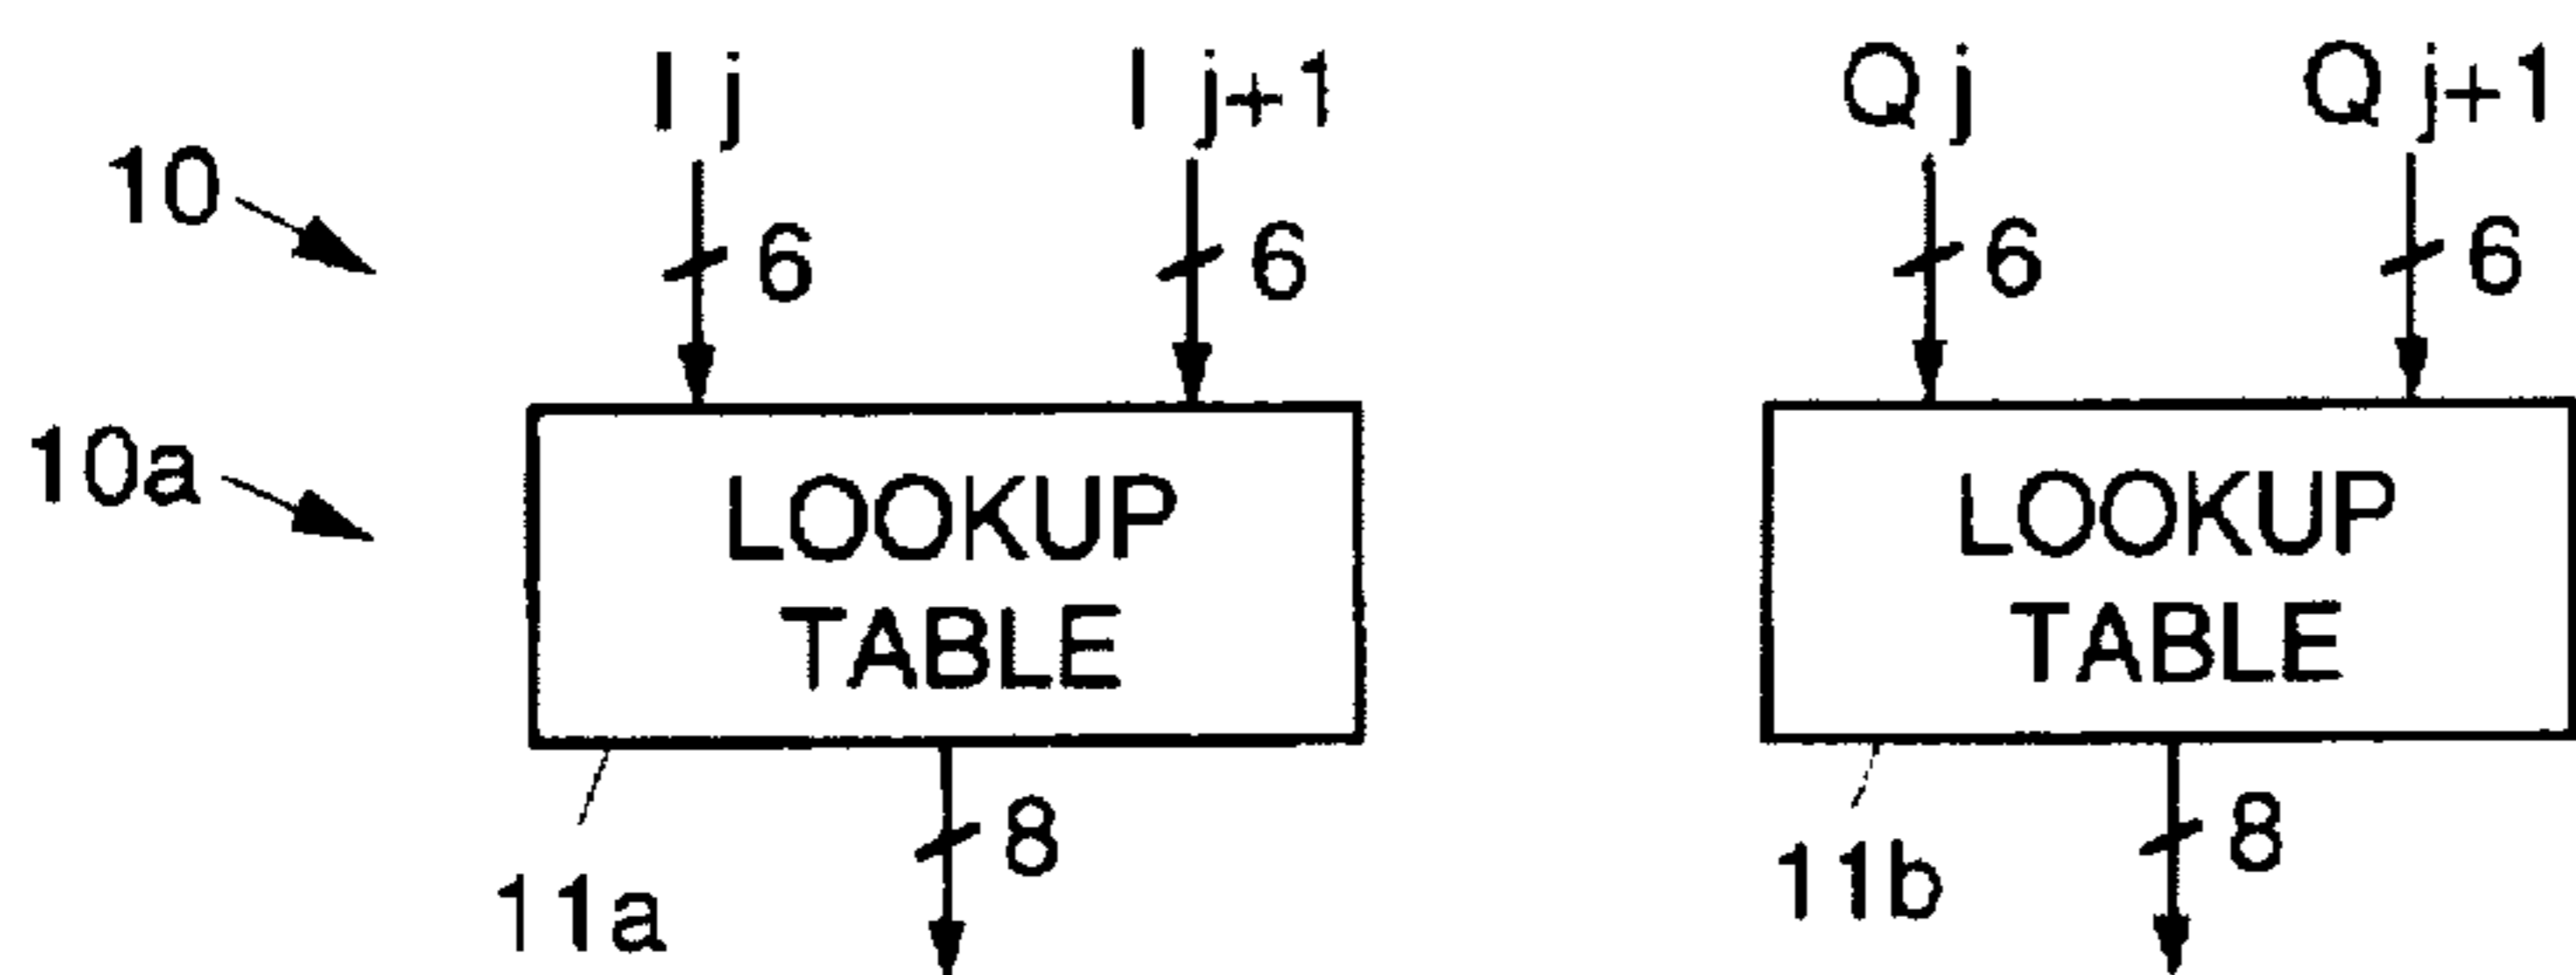 I j I j+1 Q j Q j+1
10
6 6 6 6
10a
LOOKUP TABLE
LOOKUP TABLE
8 8
11a 11b